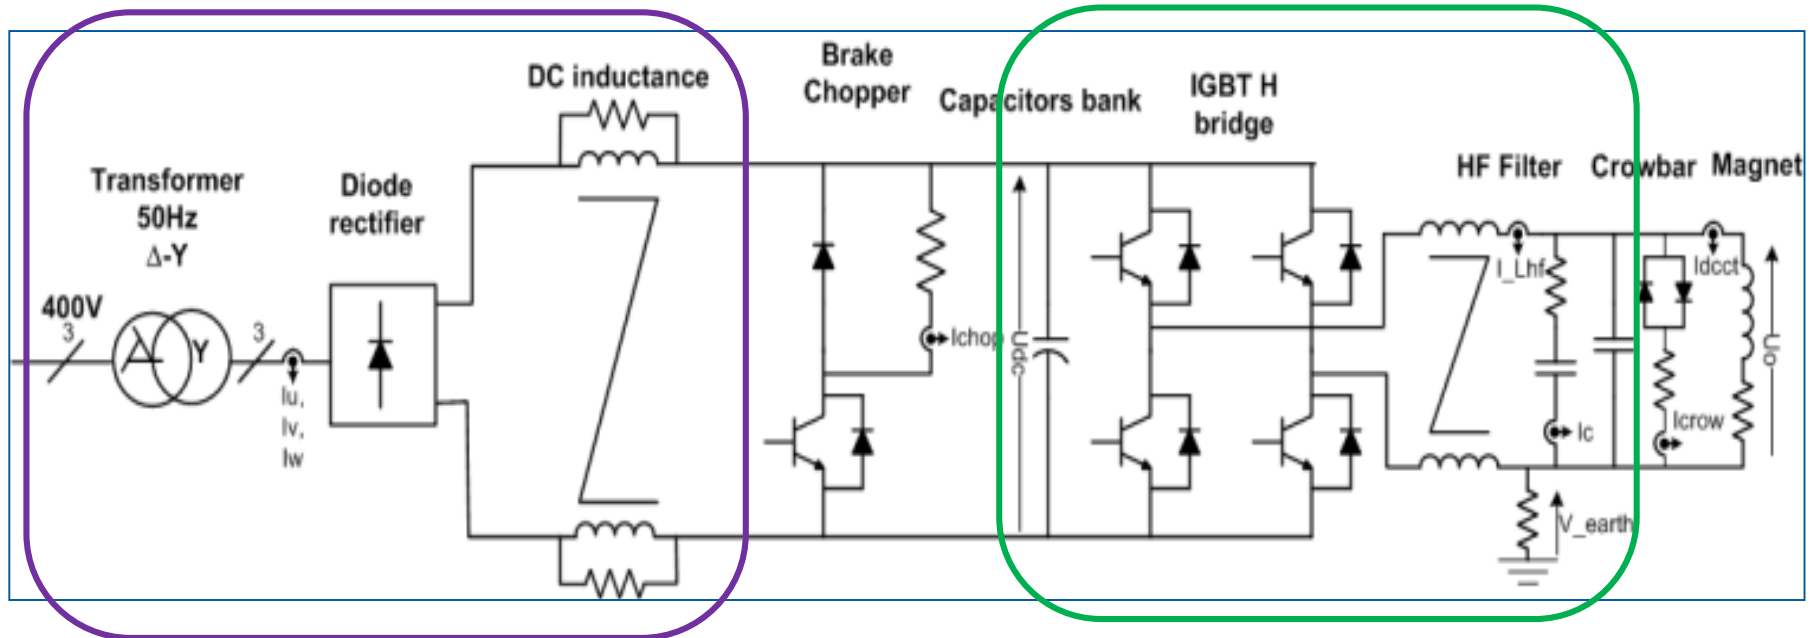 DC inductance
Brake
Chopper
Capacitors bank
IGBT H
bridge
HF Filter
Crowbar
Magnet
Transformer
50Hz
Δ-Y
Diode
rectifier
400V
3
3
Y
Iu,
Iv,
Iw
Ichop
Udc
I_Lhf
Idcct
Uo
Ic
Icrow
V_earth